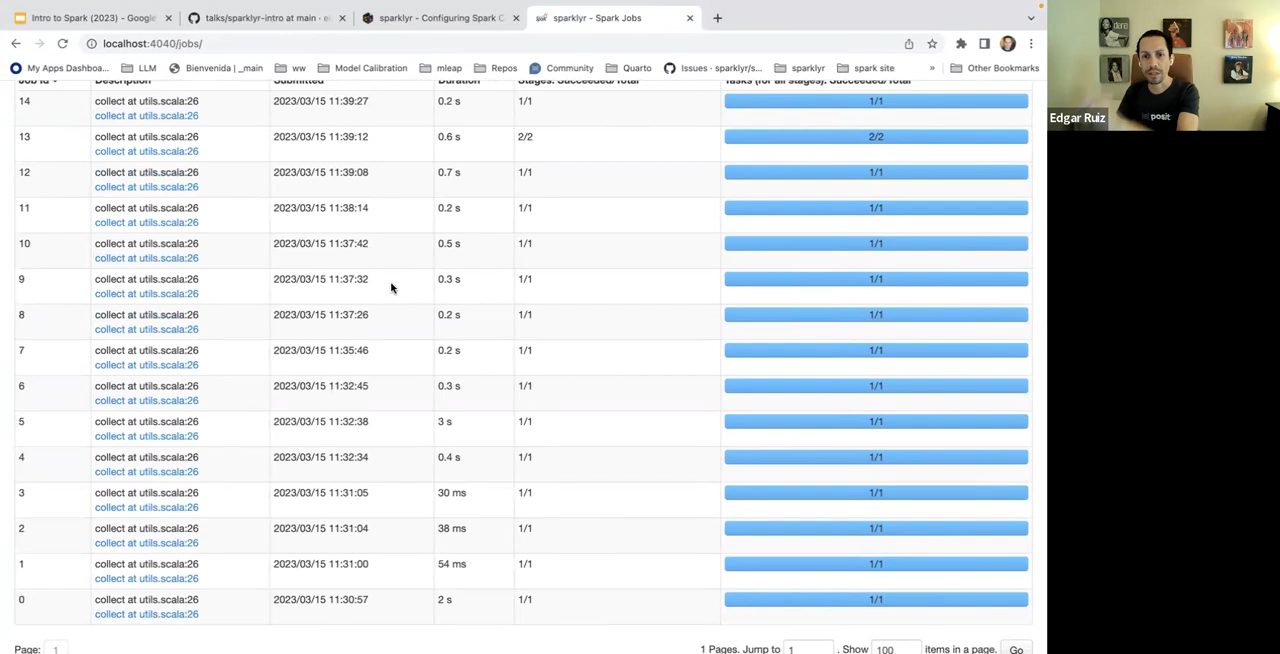 Intro to Spark (2023) - Google
talks/sparklyr-intro at main · e
sparklyr - Configuring Spark C
sparklyr - Spark Jobs
localhost:4040/jobs/
My Apps Dashboa...
LLM
Bienvenida | _main
ww
Model Calibration
mleap
Repos
Community
Quarto
Issues · sparklyr/s...
sparklyr
spark site
»
Other Bookmarks
Job Id Description Submitted Duration Stages: Succeeded/Total Tasks (for all stages): Succeeded/Total
14 collect at utils.scala:26 2023/03/15 11:39:27 0.2 s 1/1 1/1
collect at utils.scala:26
13 collect at utils.scala:26 2023/03/15 11:39:12 0.6 s 2/2 2/2
collect at utils.scala:26
12 collect at utils.scala:26 2023/03/15 11:39:08 0.7 s 1/1 1/1
collect at utils.scala:26
11 collect at utils.scala:26 2023/03/15 11:38:14 0.2 s 1/1 1/1
collect at utils.scala:26
10 collect at utils.scala:26 2023/03/15 11:37:42 0.5 s 1/1 1/1
collect at utils.scala:26
9 collect at utils.scala:26 2023/03/15 11:37:32 0.3 s 1/1 1/1
collect at utils.scala:26
8 collect at utils.scala:26 2023/03/15 11:37:26 0.2 s 1/1 1/1
collect at utils.scala:26
7 collect at utils.scala:26 2023/03/15 11:35:46 0.2 s 1/1 1/1
collect at utils.scala:26
6 collect at utils.scala:26 2023/03/15 11:32:45 0.3 s 1/1 1/1
collect at utils.scala:26
5 collect at utils.scala:26 2023/03/15 11:32:38 3 s 1/1 1/1
collect at utils.scala:26
4 collect at utils.scala:26 2023/03/15 11:32:34 0.4 s 1/1 1/1
collect at utils.scala:26
3 collect at utils.scala:26 2023/03/15 11:31:05 30 ms 1/1 1/1
collect at utils.scala:26
2 collect at utils.scala:26 2023/03/15 11:31:04 38 ms 1/1 1/1
collect at utils.scala:26
1 collect at utils.scala:26 2023/03/15 11:31:00 54 ms 1/1 1/1
collect at utils.scala:26
0 collect at utils.scala:26 2023/03/15 11:30:57 2 s 1/1 1/1
collect at utils.scala:26
Page: 1
1 Pages. Jump to 1 . Show 100 items in a page. Go
Edgar Ruiz
posit